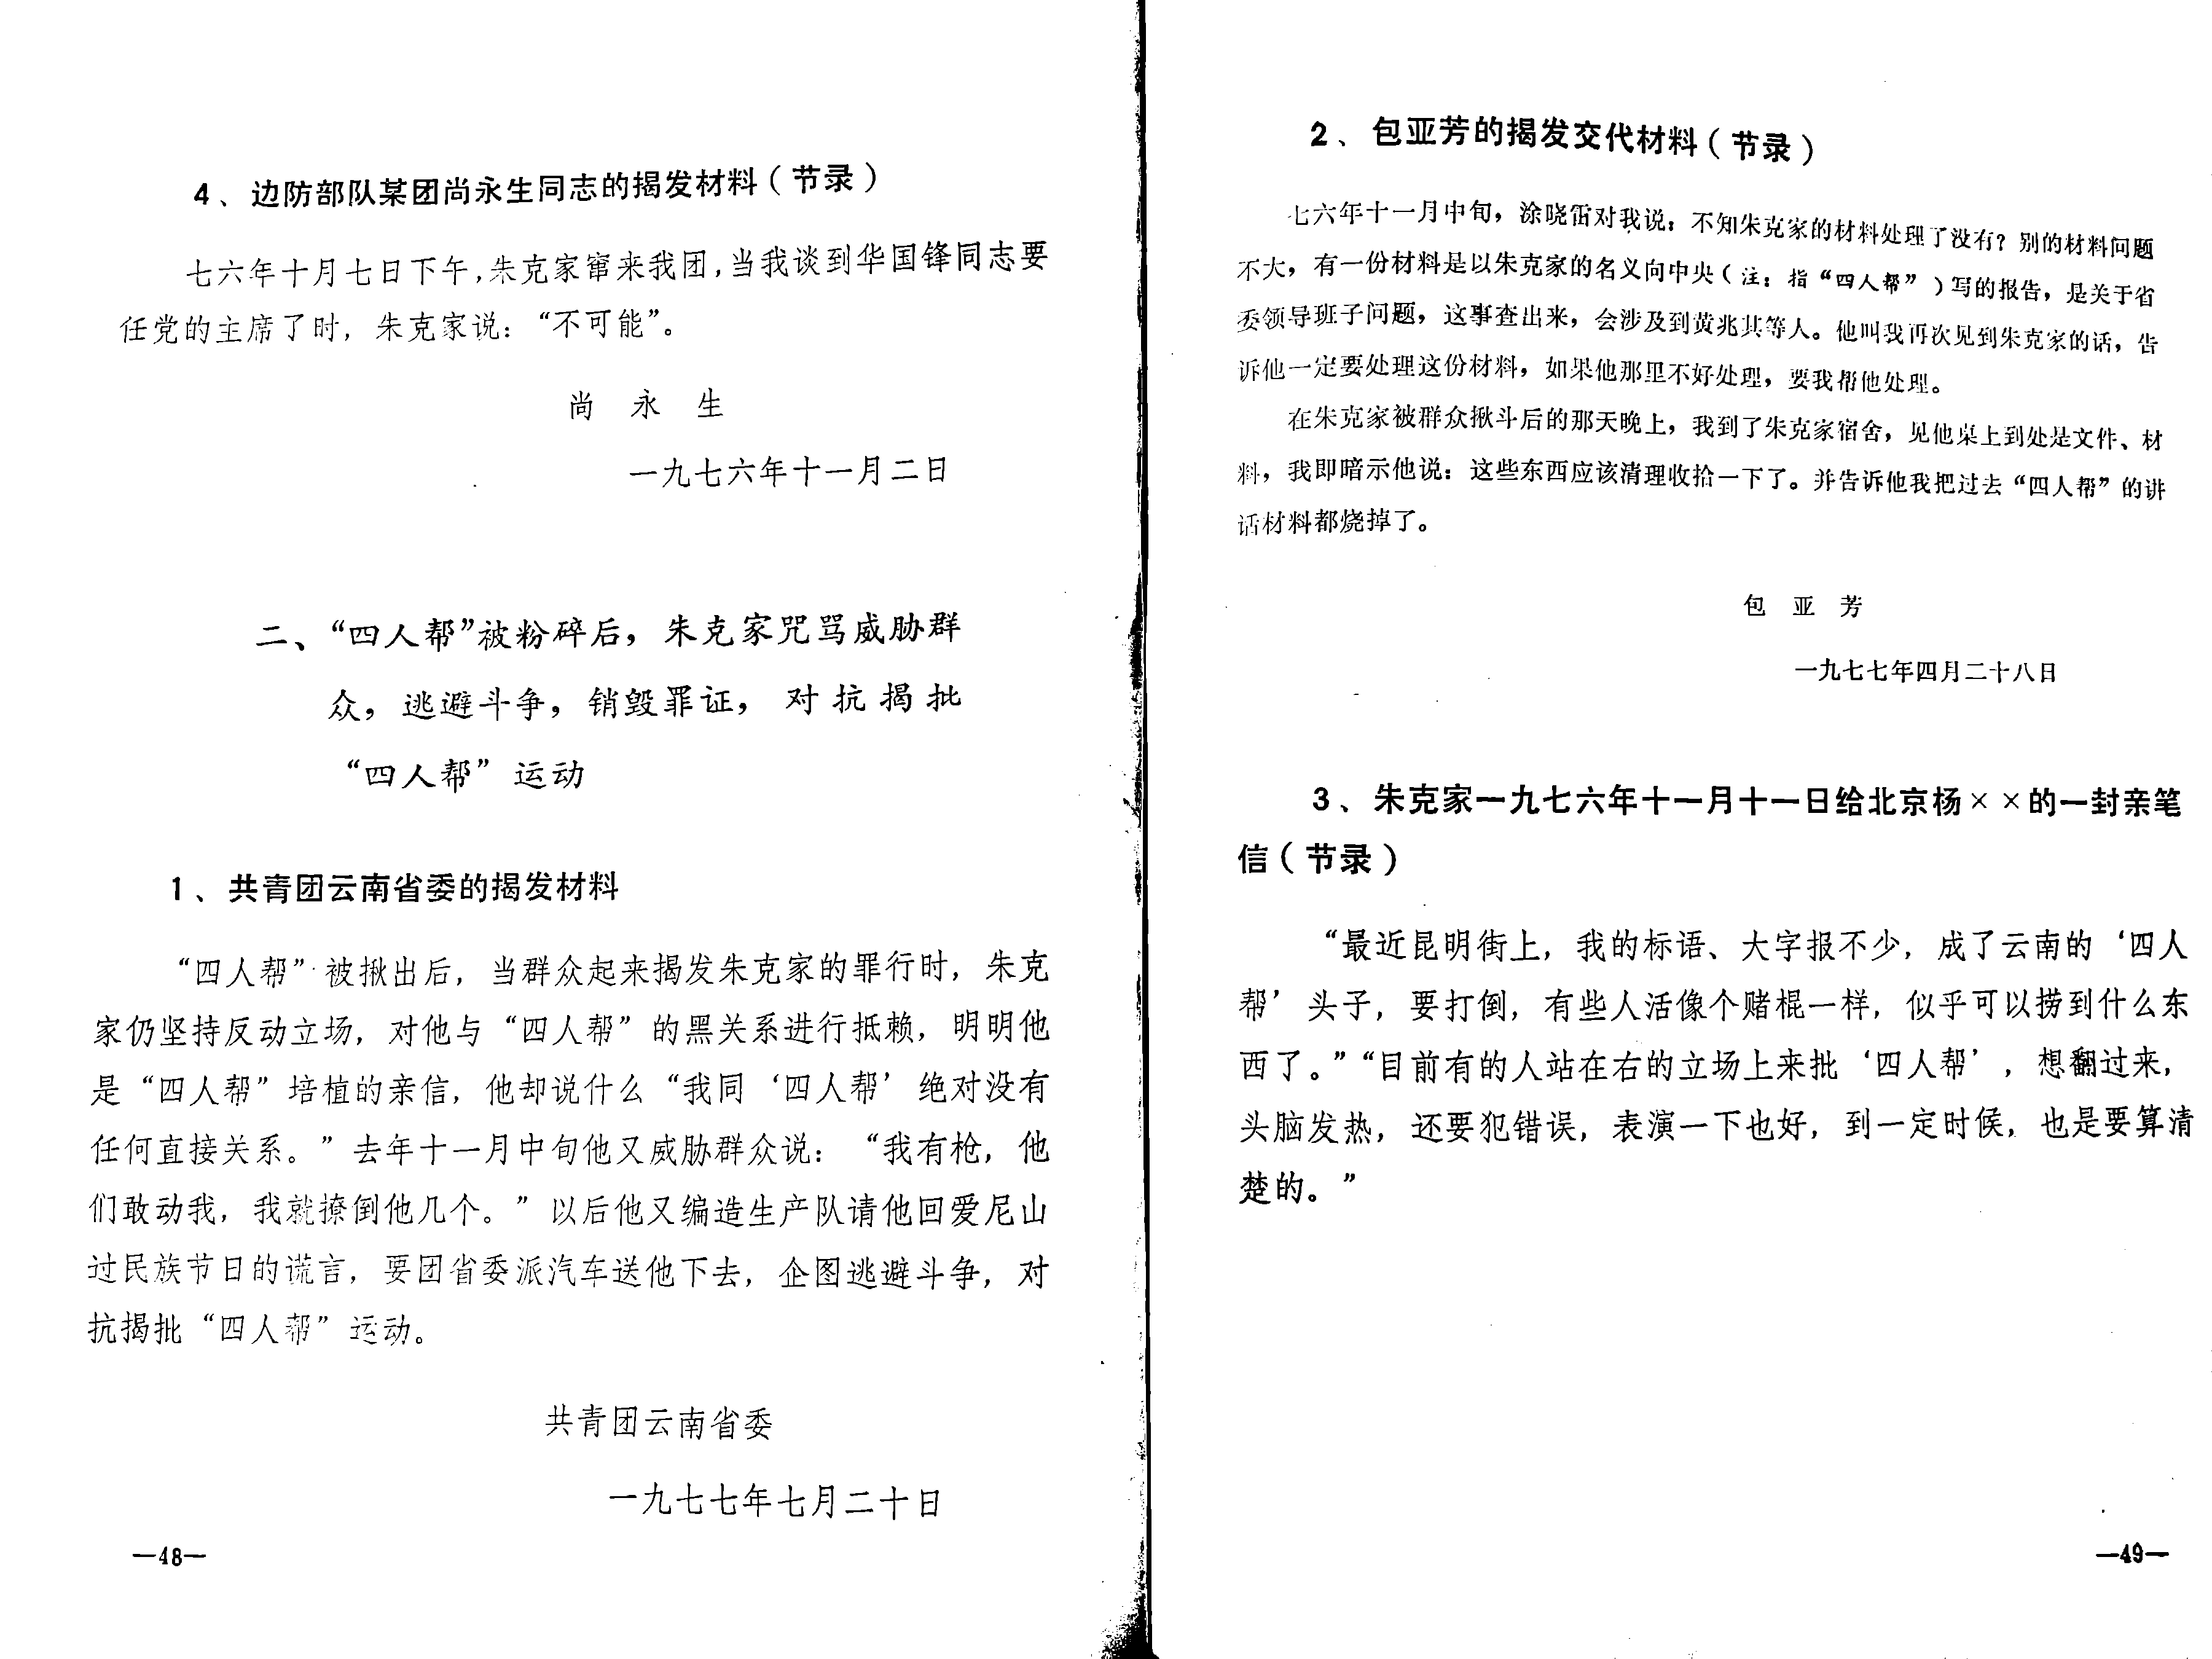 4、边防部队某团尚永生同志的揭发材料（节录）
七六年十月七日下午，朱克家窜来我团，当我谈到华国锋同志要
任党的主席了时，朱克家说：“不可能”。
尚 永 生
一九七六年十一月二日
二、“四人帮”被粉碎后，朱克家咒骂威胁群
众，逃避斗争，销毁罪证，对抗揭批
“四人帮”运动
1、共青团云南省委的揭发材料
“四人帮”被揪出后，当群众起来揭发朱克家的罪行时，朱克
家仍坚持反动立场，对他与“四人帮”的黑关系进行抵赖，明明他
是“四人帮”培植的亲信，他却说什么“我同‘四人帮’绝对没有
任何直接关系。”去年十一月中旬他又威胁群众说：“我有枪，他
们敢动我，我就撩倒他几个。”以后他又编造生产队请他回爱尼山
过民族节日的谎言，要团省委派汽车送他下去，企图逃避斗争，对
抗揭批“四人帮”运动。
共青团云南省委
一九七七年七月二十日
—48—
2、包亚芳的揭发交代材料（节录）
七六年十一月中旬，涂晓雷对我说：不知朱克家的材料处理了没有？别的材料问题
不大，有一份材料是以朱克家的名义向中央（注：指“四人帮”）写的报告，是关于省
委领导班子问题，这事查出来，会涉及到黄兆其等人。他叫我再次见到朱克家的话，告
诉他一定要处理这份材料，如果他那里不好处理，要我帮他处理。
在朱克家被群众揪斗后的那天晚上，我到了朱克家宿舍，见他桌上到处是文件、材
料，我即暗示他说：这些东西应该清理收拾一下了。并告诉他我把过去“四人帮”的讲
话材料都烧掉了。
包 亚 芳
一九七七年四月二十八日
3、朱克家一九七六年十一月十一日给北京杨××的一封亲笔
信（节录）
“最近昆明街上，我的标语、大字报不少，成了云南的‘四人
帮’头子，要打倒，有些人活像个赌棍一样，似乎可以捞到什么东
西了。”“目前有的人站在右的立场上来批‘四人帮’，想翻过来，
头脑发热，还要犯错误，表演一下也好，到一定时候，也是要算清
楚的。”
—49—